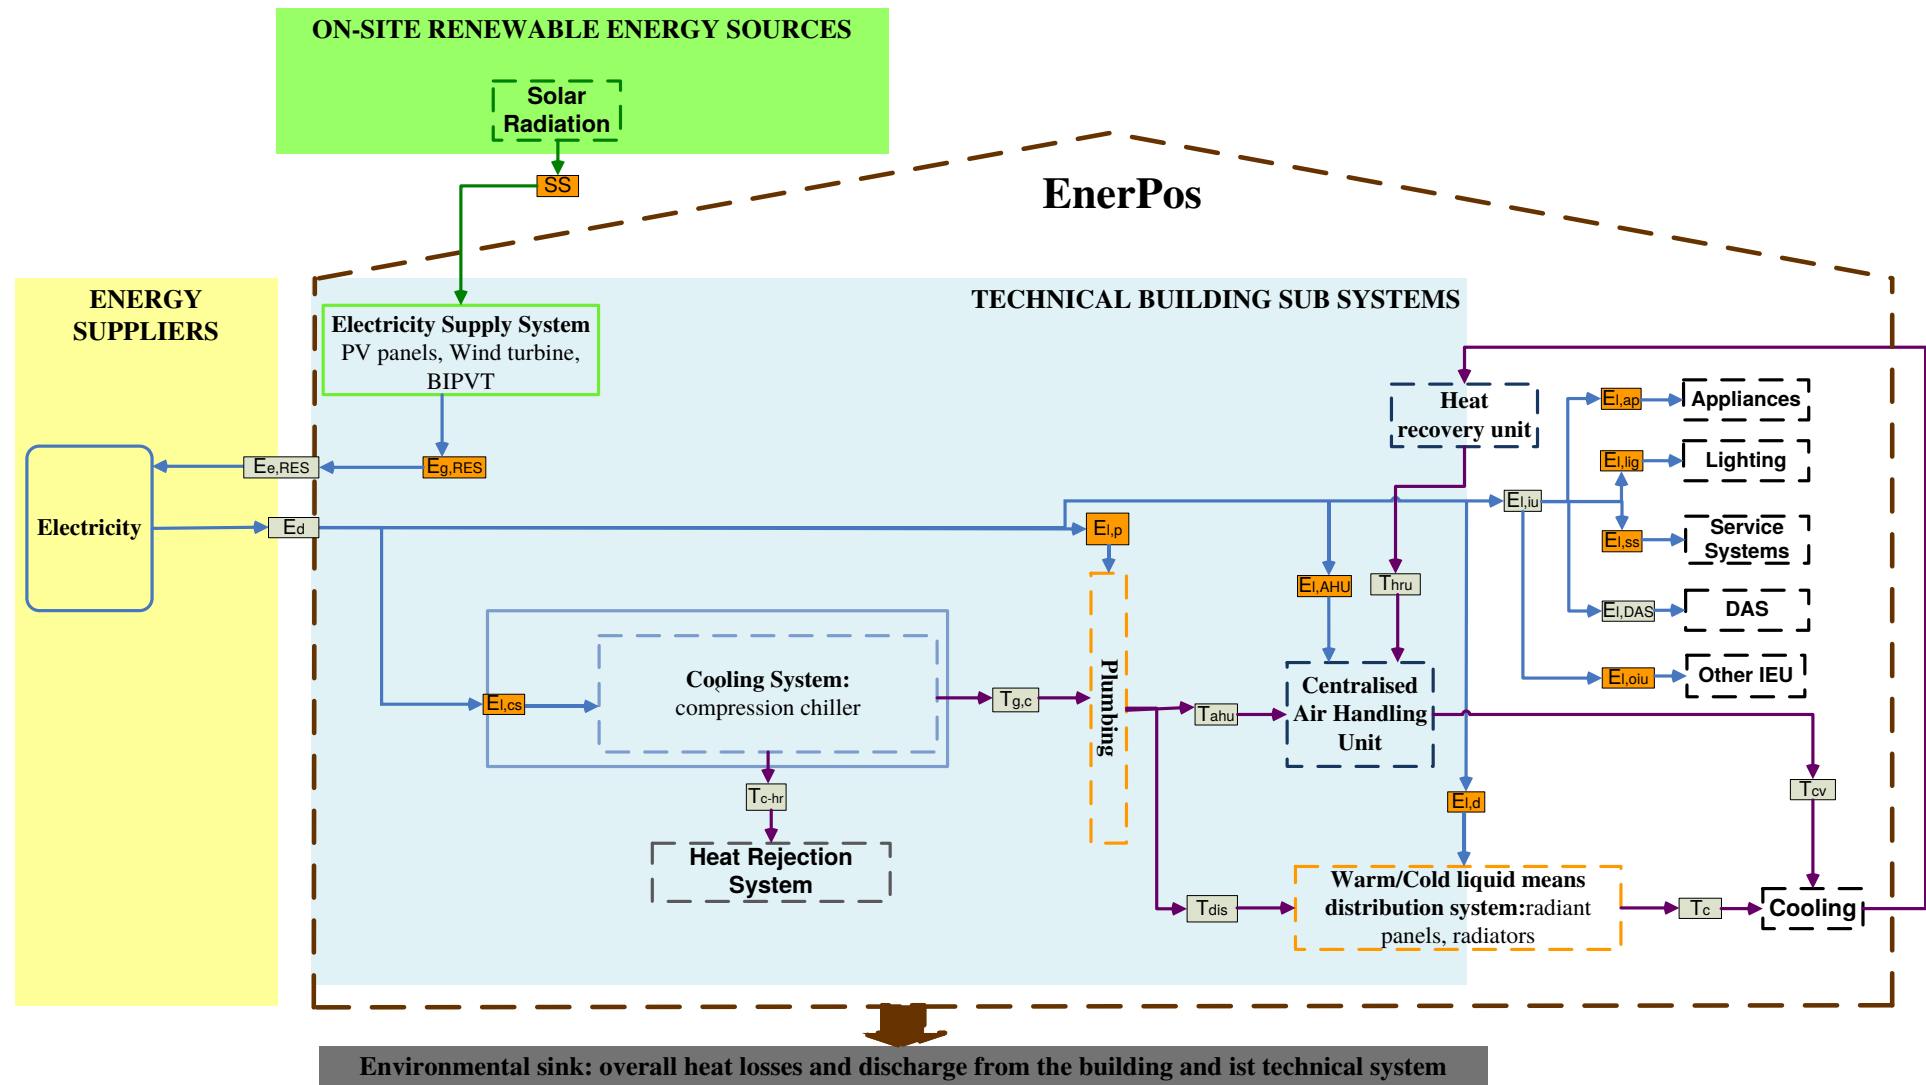 ON-SITE RENEWABLE ENERGY SOURCES
Solar
Radiation
SS
EnerPos
ENERGY
SUPPLIERS
TECHNICAL BUILDING SUB SYSTEMS
Electricity Supply System
PV panels, Wind turbine,
BIPVT
Heat
recovery unit
El,ap
Appliances
El,lig
Lighting
Ee,RES
Eg,RES
El,iu
Electricity
Ed
El,p
El,ss
Service
Systems
El,AHU
Thru
El,DAS
DAS
Plumbing
Cooling System:
compression chiller
El,cs
Tg,c
Tahu
Centralised
Air Handling
Unit
El,oiu
Other IEU
Tc-hr
El,d
Tcv
Heat Rejection
System
Tdis
Warm/Cold liquid means
distribution system:radiant
panels, radiators
Tc
Cooling
Environmental sink: overall heat losses and discharge from the building and ist technical system